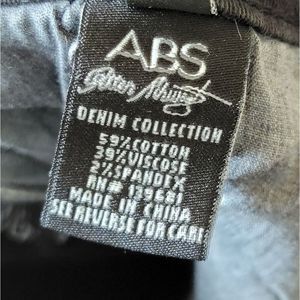 ABS
DENIM COLLECTION
59%COTTON
39%VISCOSE
2%SPANDEX
RN# 139681
MADE IN CHINA
SEE REVERSE FOR CARE